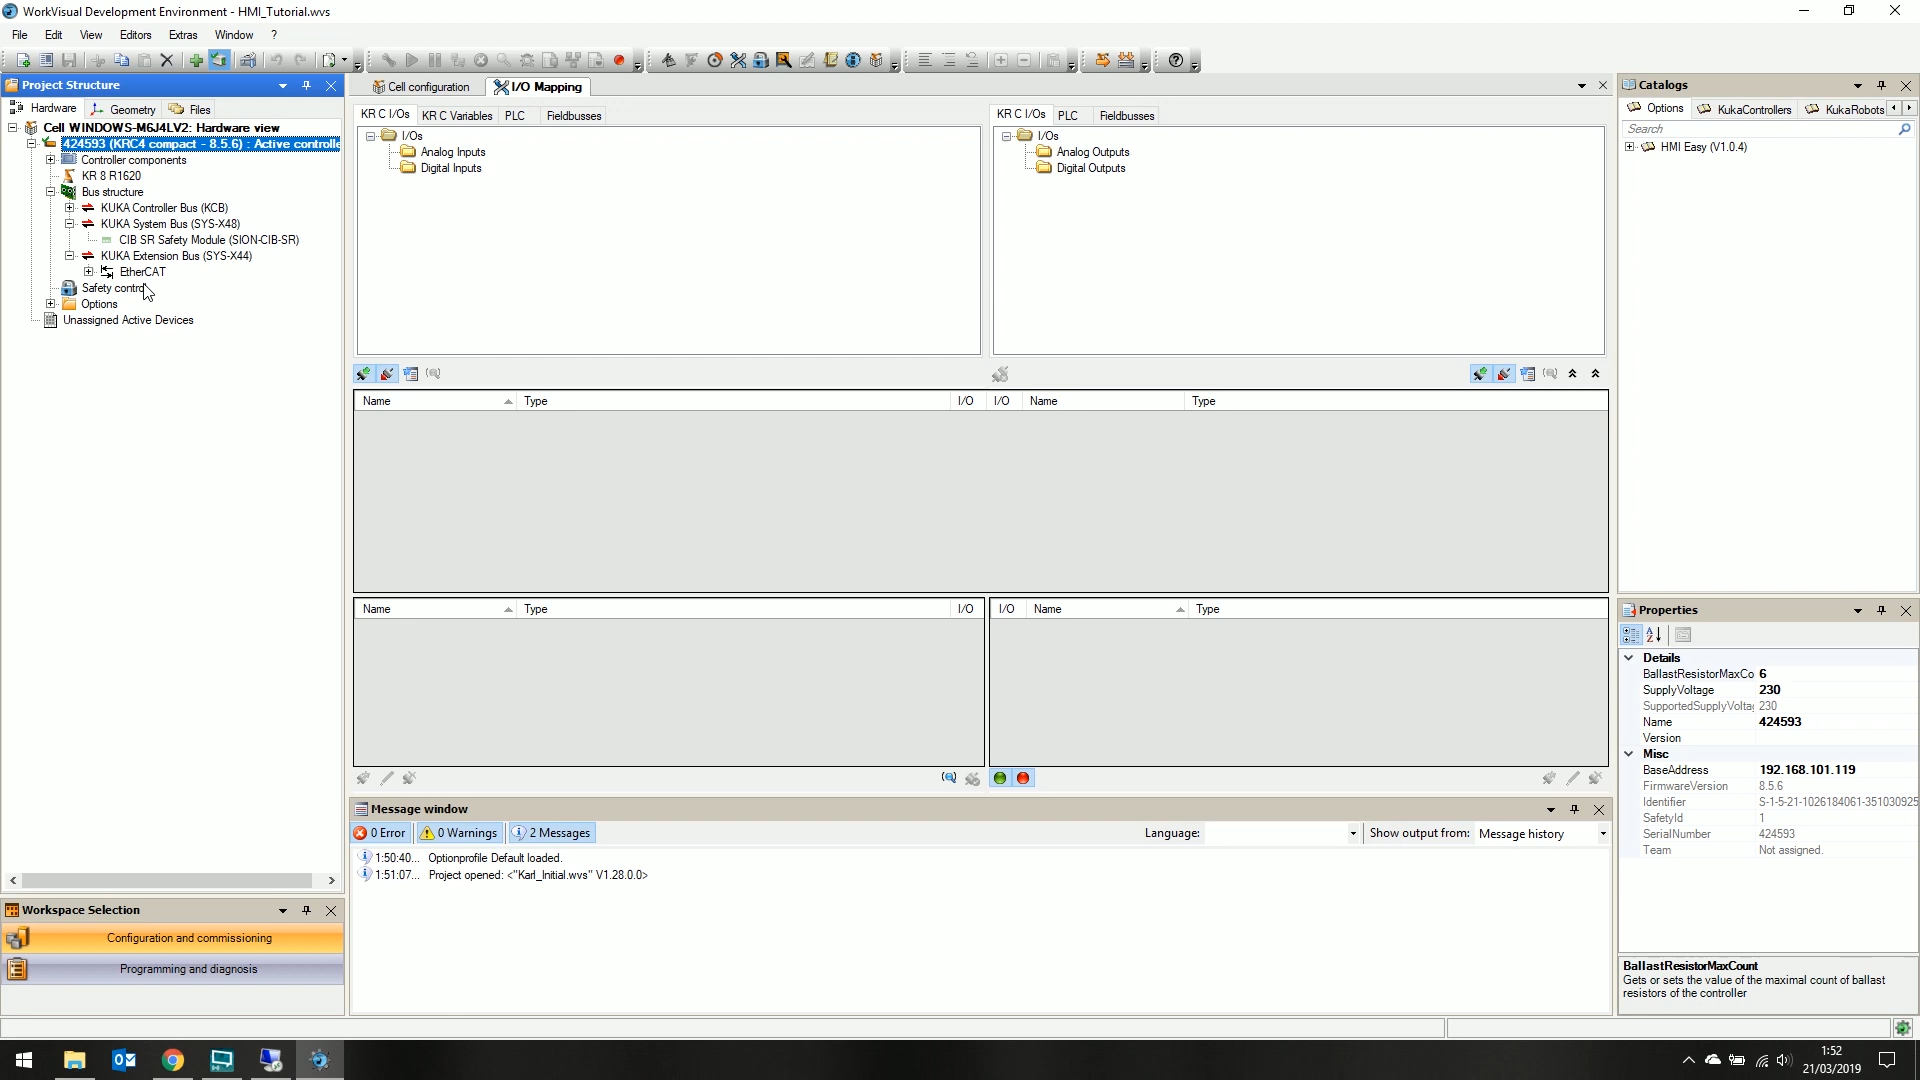 WorkVisual Development Environment - HMI_Tutorial.wvs
File Edit View Editors Extras Window ?
Project Structure
Hardware Geometry Files
Cell WINDOWS-M6J4LV2: Hardware view
424593 (KRC4 compact - 8.5.6) : Active controlle
Controller components
KR 8 R1620
Bus structure
KUKA Controller Bus (KCB)
KUKA System Bus (SYS-X48)
CIB SR Safety Module (SION-CIB-SR)
KUKA Extension Bus (SYS-X44)
EtherCAT
Safety contro
Options
Unassigned Active Devices
Workspace Selection
Configuration and commissioning
Programming and diagnosis
Cell configuration I/O Mapping
KR C I/Os KR C Variables PLC Fieldbusses
I/Os
Analog Inputs
Digital Inputs
KR C I/Os PLC Fieldbusses
I/Os
Analog Outputs
Digital Outputs
Name Type I/O I/O Name Type
Name Type I/O
I/O Name Type
Message window
0 Error 0 Warnings 2 Messages Language: Show output from: Message history
1:50:40... Optionprofile Default loaded.
1:51:07... Project opened: <"Karl_Initial.wvs" V1.28.0.0>
Catalogs
Options KukaControllers KukaRobots
Search
HMI Easy (V1.0.4)
Properties
Details
BallastResistorMaxCo 6
SupplyVoltage 230
SupportedSupplyVoltag 230
Name 424593
Version
Misc
BaseAddress 192.168.101.119
FirmwareVersion 8.5.6
Identifier S-1-5-21-1026184061-351030925
SafetyId 1
SerialNumber 424593
Team Not assigned.
BallastResistorMaxCount
Gets or sets the value of the maximal count of ballast
resistors of the controller
1:52
21/03/2019